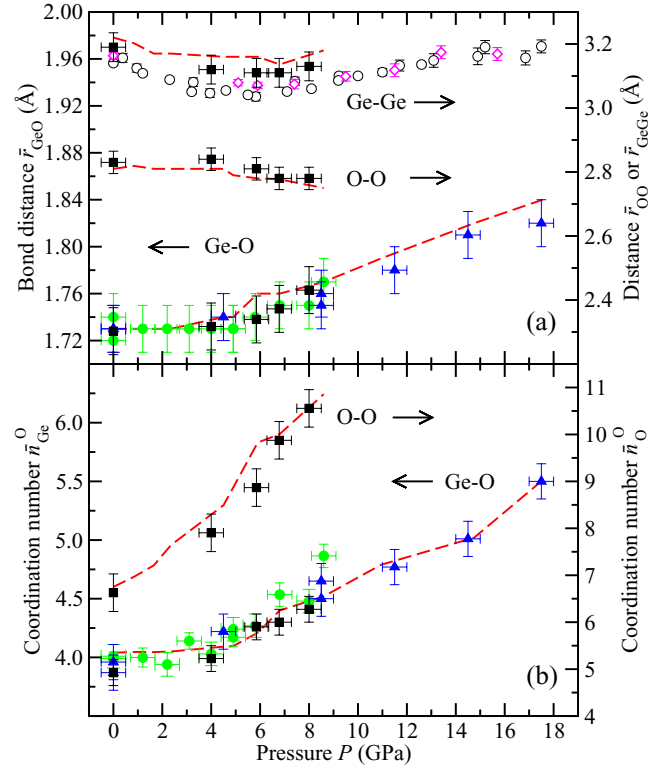 (a)
2.00
1.96
1.92
1.88
1.84
1.80
1.76
1.72
Bond distance r̄GeO (Å)
3.2
3.0
2.8
2.6
2.4
Distance r̄OO or r̄GeGe (Å)
Ge-Ge
O-O
Ge-O
(a)
6.0
5.5
5.0
4.5
4.0
Coordination number n̄OGe
11
10
9
8
7
6
5
4
Coordination number n̄OO
O-O
Ge-O
(b)
0 2 4 6 8 10 12 14 16 18
Pressure P (GPa)